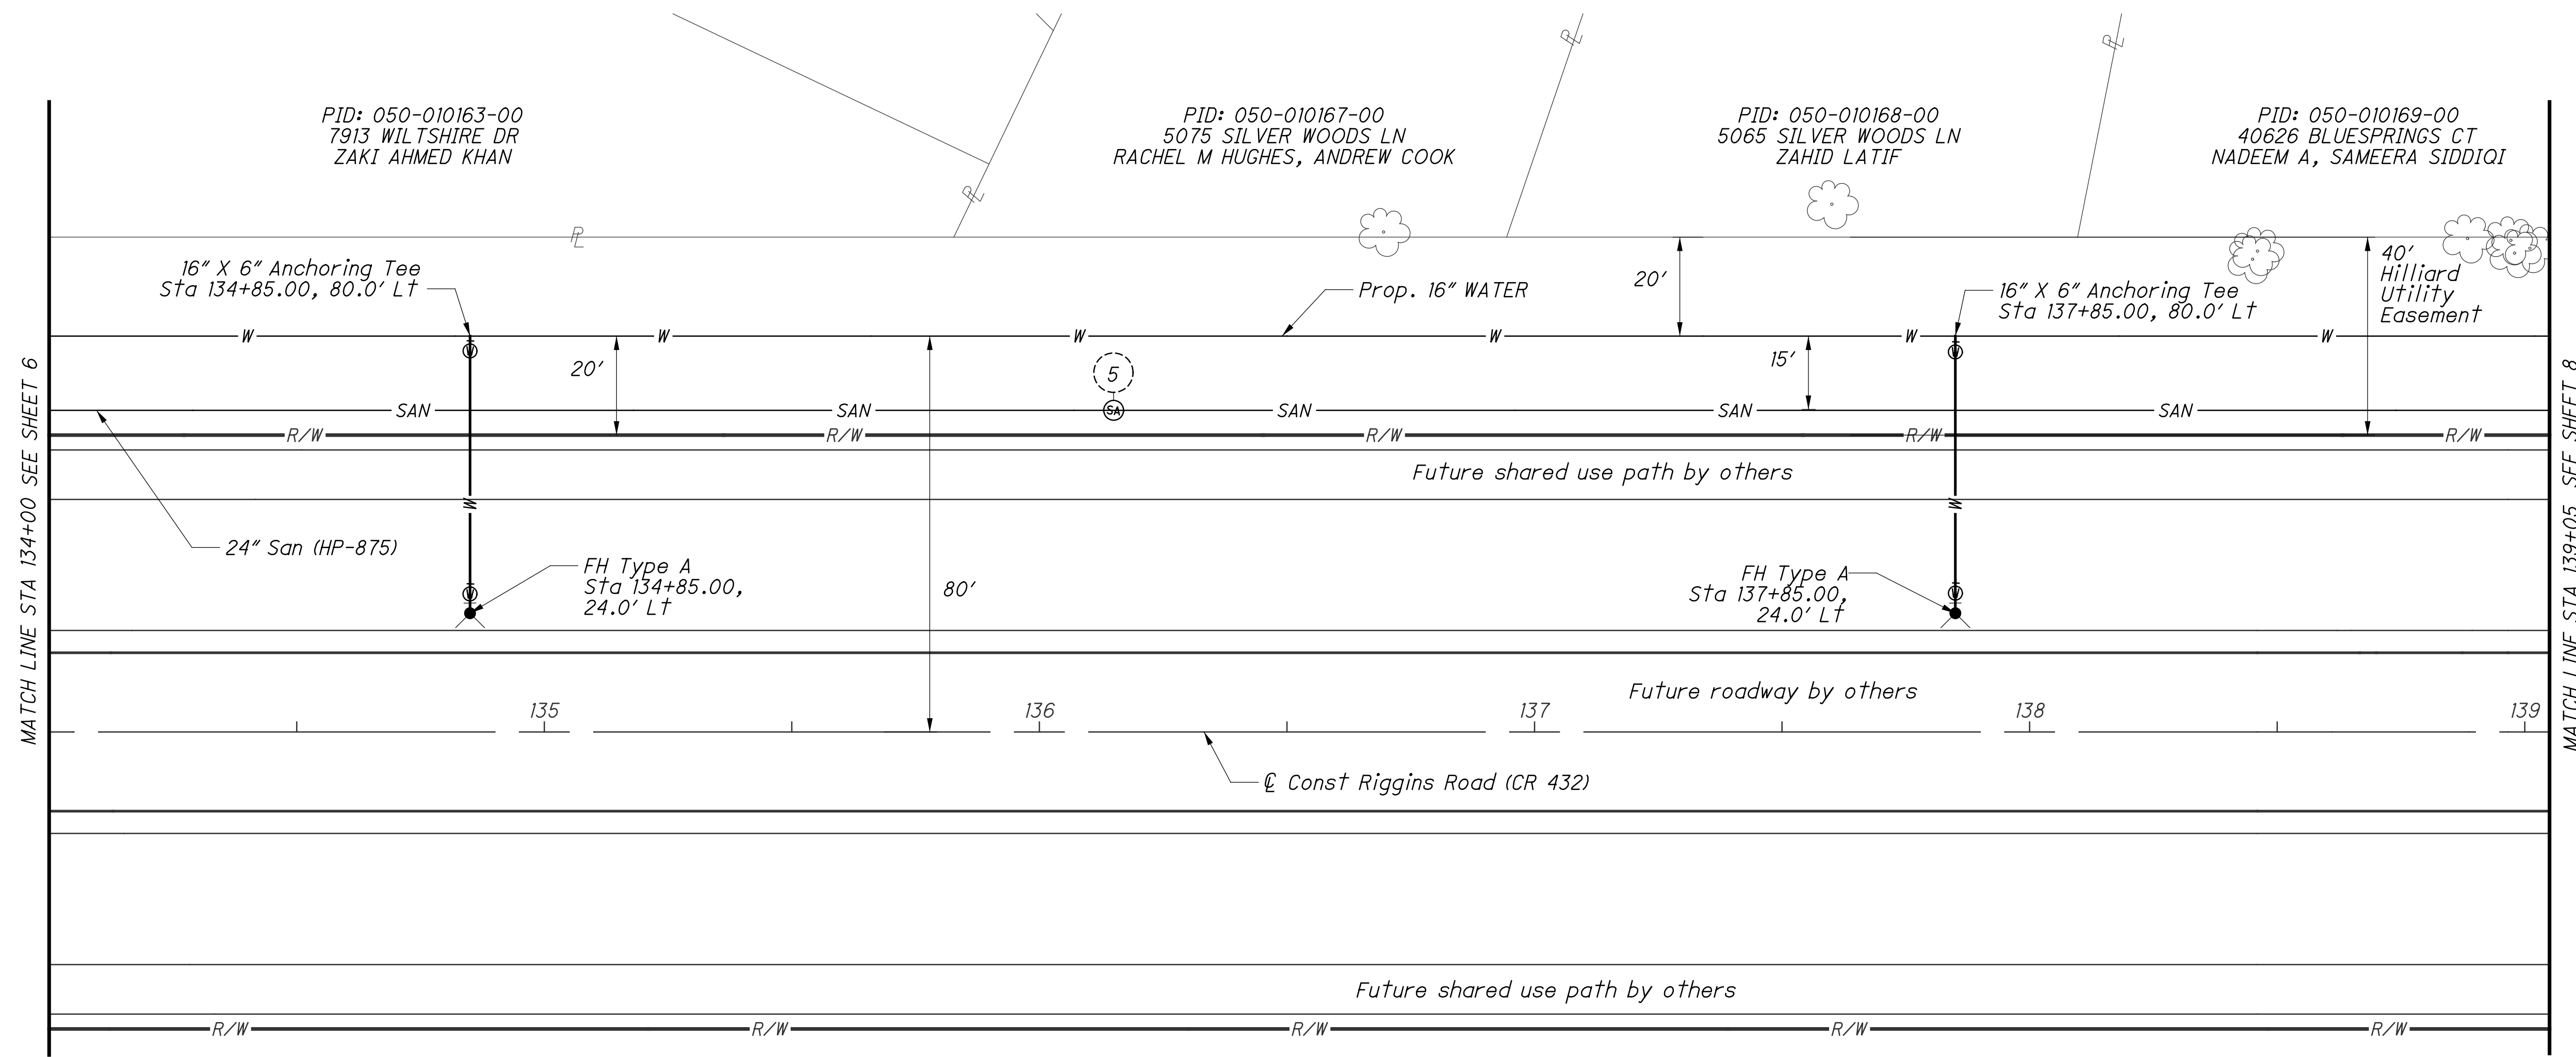 PID: 050-010163-00
7913 WILTSHIRE DR
ZAKI AHMED KHAN
PID: 050-010167-00
5075 SILVER WOODS LN
RACHEL M HUGHES, ANDREW COOK
PID: 050-010168-00
5065 SILVER WOODS LN
ZAHID LATIF
PID: 050-010169-00
40626 BLUESPRINGS CT
NADEEM A, SAMEERA SIDDIQI
PL
PL
PL
PL
16" X 6" Anchoring Tee
Sta 134+85.00, 80.0' Lt
Prop. 16" WATER
20'
16" X 6" Anchoring Tee
Sta 137+85.00, 80.0' Lt
40'
Hilliard
Utility
Easement
W W W W W W
W W
20'
5
15'
SAN SAN SA SAN SAN SAN
R/W R/W R/W R/W R/W
Future shared use path by others
W W
24" San (HP-875)
FH Type A
Sta 134+85.00,
24.0' Lt
80'
FH Type A
Sta 137+85.00,
24.0' Lt
W W
Future roadway by others
135 136 137 138 139
CL Const Riggins Road (CR 432)
Future shared use path by others
R/W R/W R/W R/W R/W
MATCH LINE STA 134+00 SEE SHEET 6
MATCH LINE STA 139+05 SEE SHEET 8